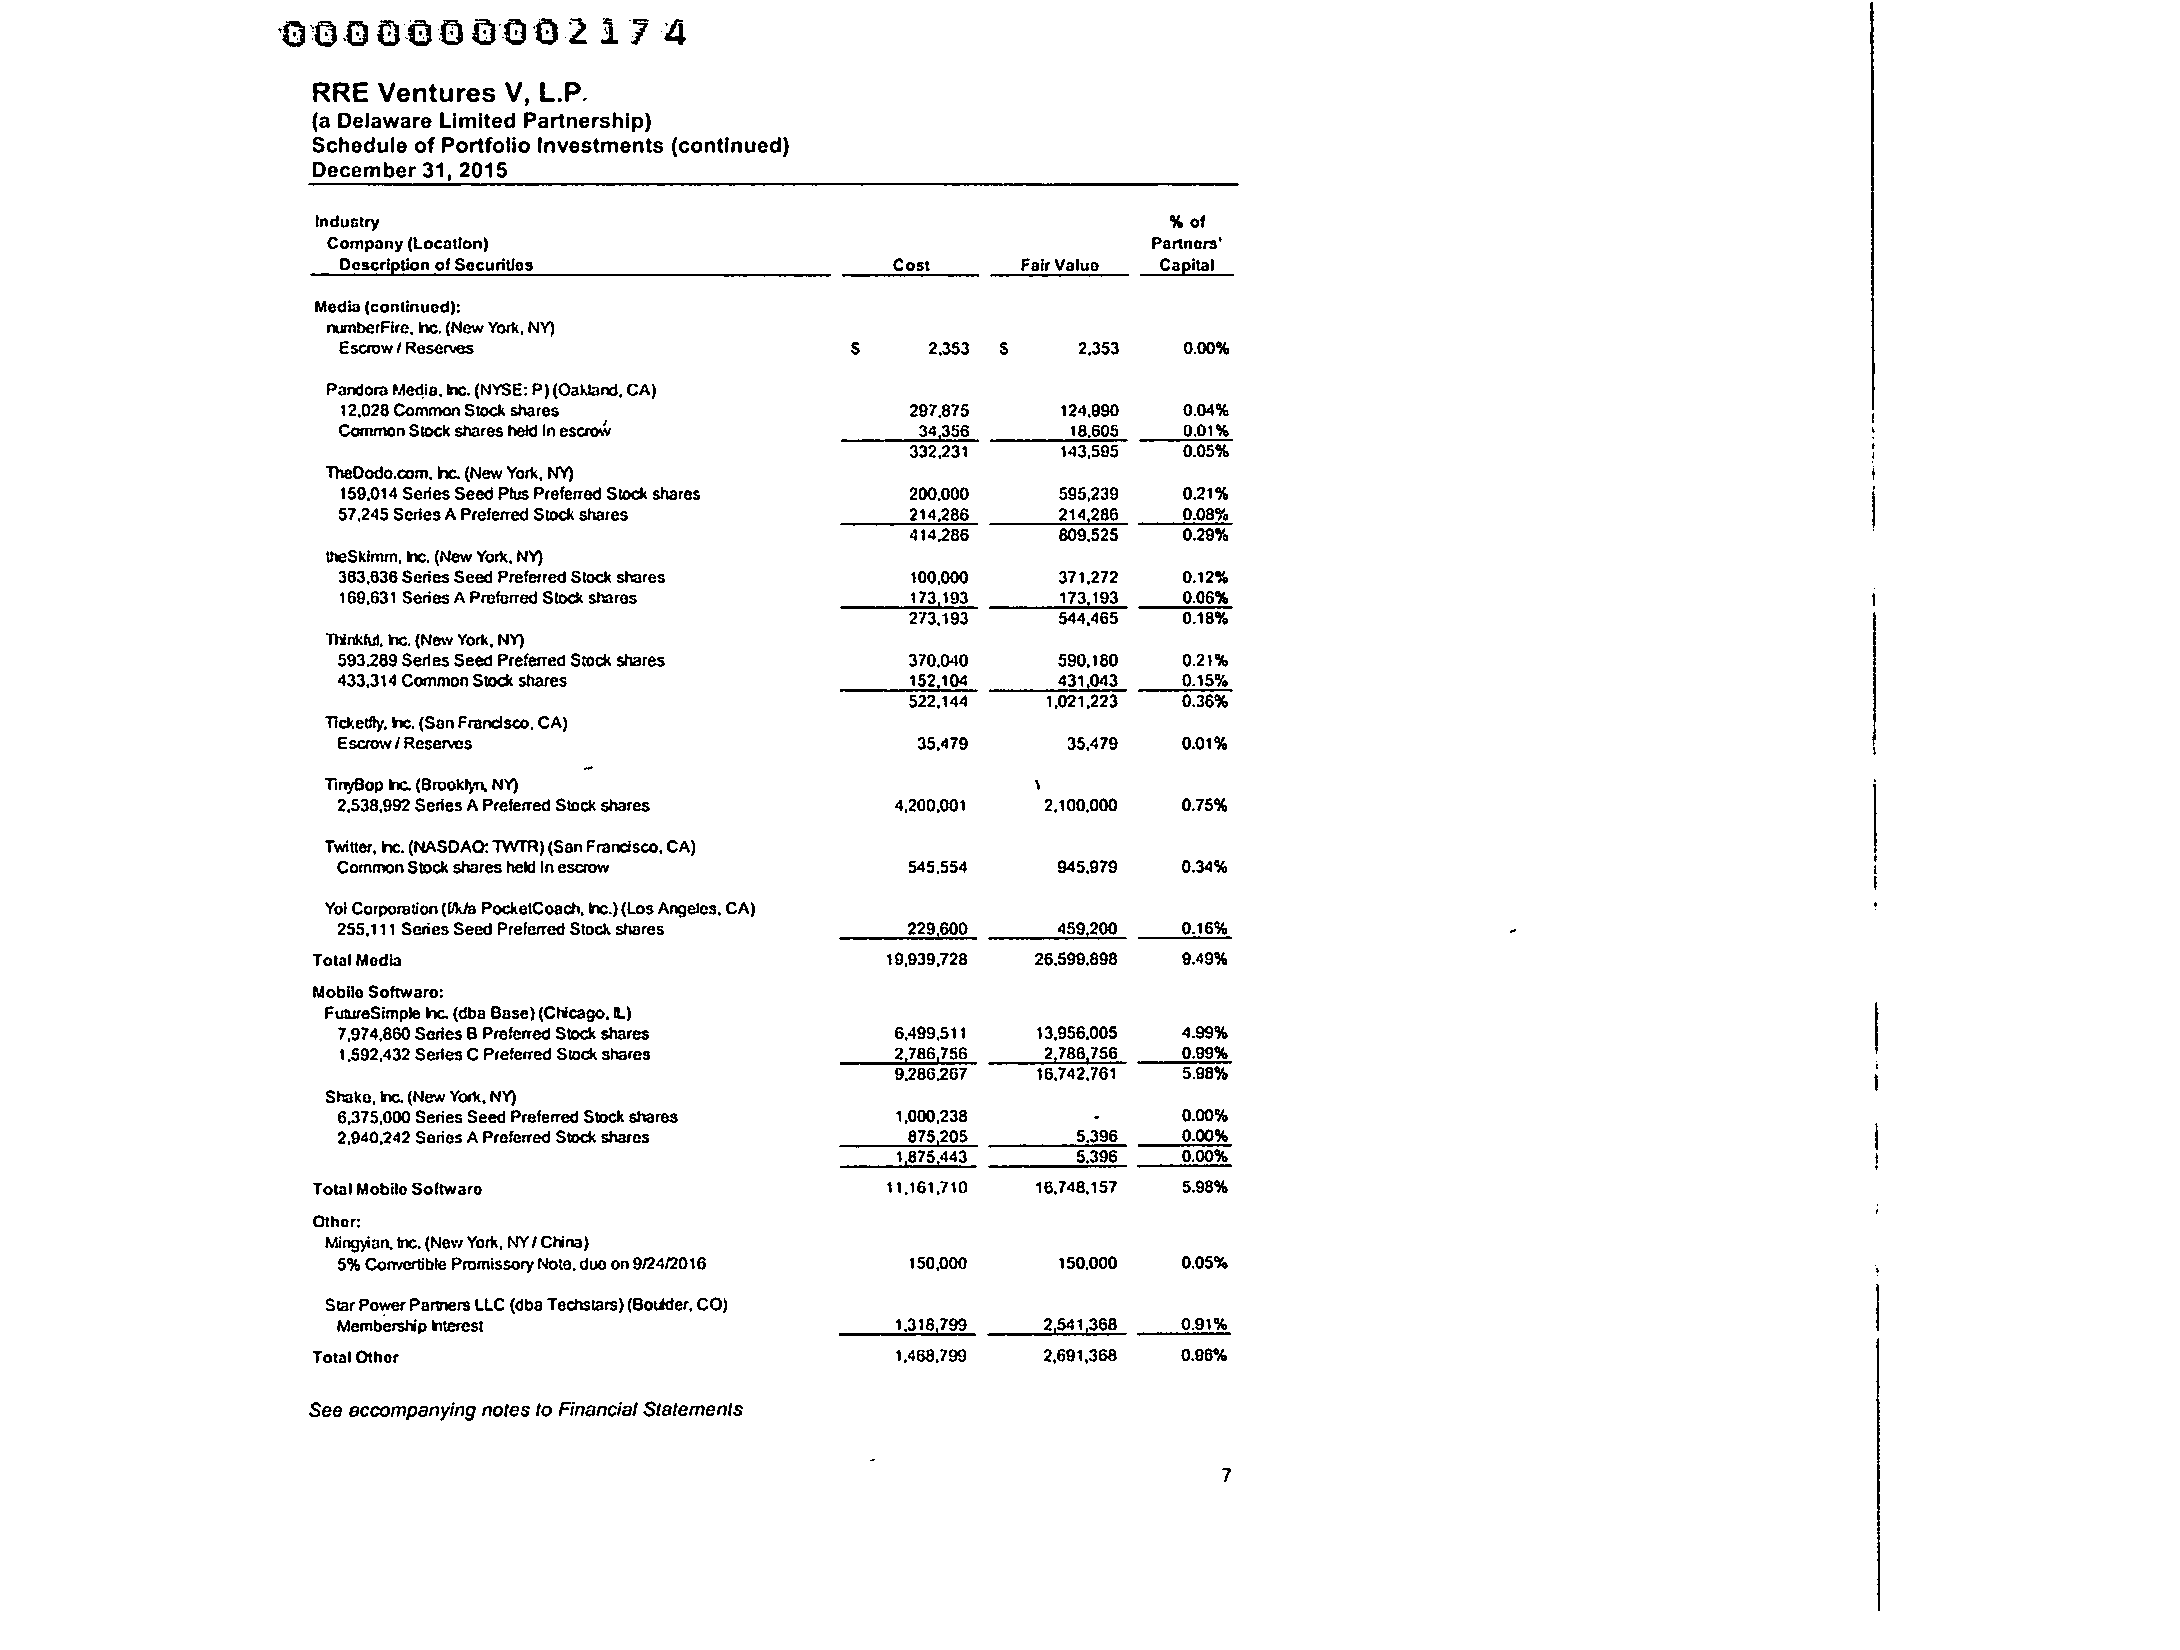 0000000002174
RRE Ventures V, L.P.
(a Delaware Limited Partnership)
Schedule of Portfolio Investments (continued)
December 31, 2015
Industry % of
Company (Location) Partners'
Description of Securities Cost Fair Value Capital
Media (continued):
numberFire, Inc. (New York, NY)
Escrow / Reserves $ 2,353 $ 2,353 0.00%
Pandora Media, Inc. (NYSE: P) (Oakland, CA)
12,028 Common Stock shares 297,875 124,990 0.04%
Common Stock shares held in escrow 34,356 18,605 0.01%
332,231 143,595 0.05%
TheDodo.com, Inc. (New York, NY)
159,014 Series Seed Plus Preferred Stock shares 200,000 595,239 0.21%
57,245 Series A Preferred Stock shares 214,286 214,286 0.08%
414,286 809,525 0.29%
theSkimm, Inc. (New York, NY)
363,636 Series Seed Preferred Stock shares 100,000 371,272 0.12%
169,631 Series A Preferred Stock shares 173,193 173,193 0.06%
273,193 544,465 0.18%
Thinkful, Inc. (New York, NY)
593,289 Series Seed Preferred Stock shares 370,040 590,180 0.21%
433,314 Common Stock shares 152,104 431,043 0.15%
522,144 1,021,223 0.36%
Ticketfly, Inc. (San Francisco, CA)
Escrow / Reserves 35,479 35,479 0.01%
TinyBop Inc. (Brooklyn, NY)
2,538,992 Series A Preferred Stock shares 4,200,001 2,100,000 0.75%
Twitter, Inc. (NASDAQ: TWTR) (San Francisco, CA)
Common Stock shares held in escrow 545,554 945,979 0.34%
Yoi Corporation (f/k/a PocketCoach, Inc.) (Los Angeles, CA)
255,111 Series Seed Preferred Stock shares 229,600 459,200 0.16%
Total Media 19,939,728 26,599,898 9.49%
Mobile Software:
FutureSimple Inc. (dba Base) (Chicago, IL)
7,974,860 Series B Preferred Stock shares 6,499,511 13,956,005 4.99%
1,592,432 Series C Preferred Stock shares 2,786,756 2,786,756 0.99%
9,286,267 16,742,761 5.98%
Shake, Inc. (New York, NY)
6,375,000 Series Seed Preferred Stock shares 1,000,238 - 0.00%
2,940,242 Series A Preferred Stock shares 875,205 5,396 0.00%
1,875,443 5,396 0.00%
Total Mobile Software 11,161,710 16,748,157 5.98%
Other:
Mingyian, Inc. (New York, NY / China)
5% Convertible Promissory Note, due on 9/24/2016 150,000 150,000 0.05%
Star Power Partners LLC (dba Techstars) (Boulder, CO)
Membership Interest 1,318,799 2,541,368 0.91%
Total Other 1,468,799 2,691,368 0.96%
See accompanying notes to Financial Statements
7